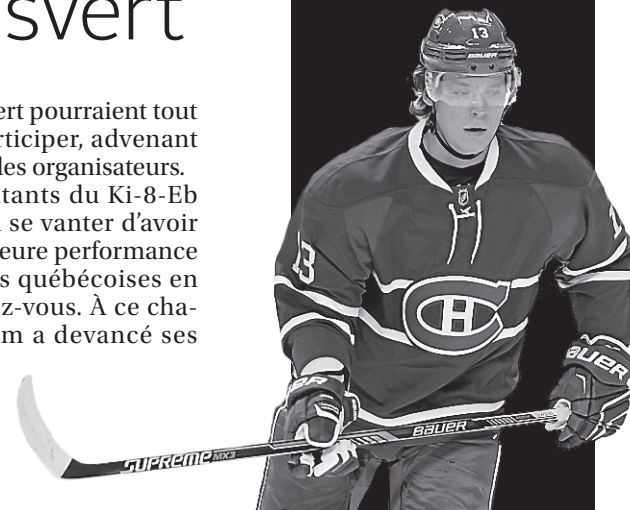 svert
ert pourraient tout
rticiper, advenant
les organisateurs.
tants du Ki-8-Eb
se vanter d'avoir
eure performance
s québécoises en
z-vous. À ce cha-
m a devancé ses
13
BAUER
13
CH
BAUER
BAUER
SUPREME MX3